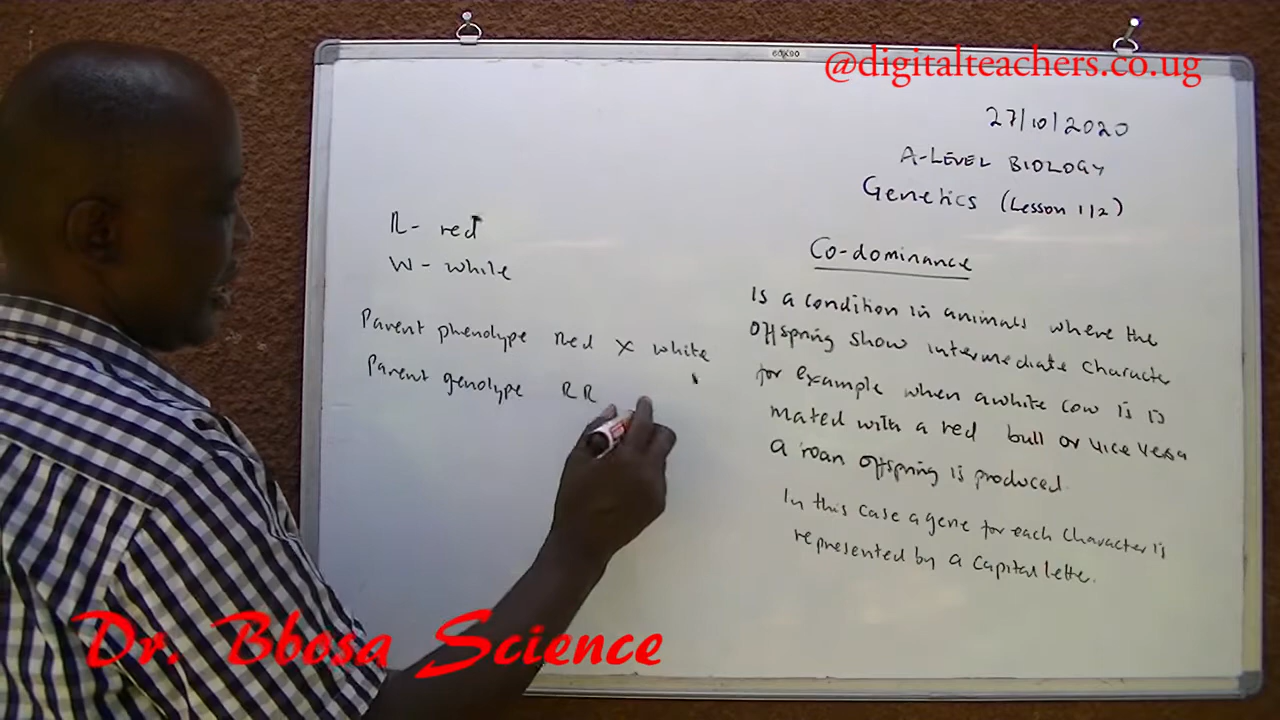 @digitalteachers.co.ug
27/10/2020
A-LEVEL BIOLOGY
Genetics (Lesson 1/2)
R- red
W- white
Parent phenotype Red X white
Parent genotype RR
Co-dominance
Is a condition in animals where the
offspring show intermediate character
for example when a white cow is is
mated with a red bull or vice versa
a roan offspring is produced.
In this case a gene for each character is
represented by a capital letter.
Dr. Bbosa Science